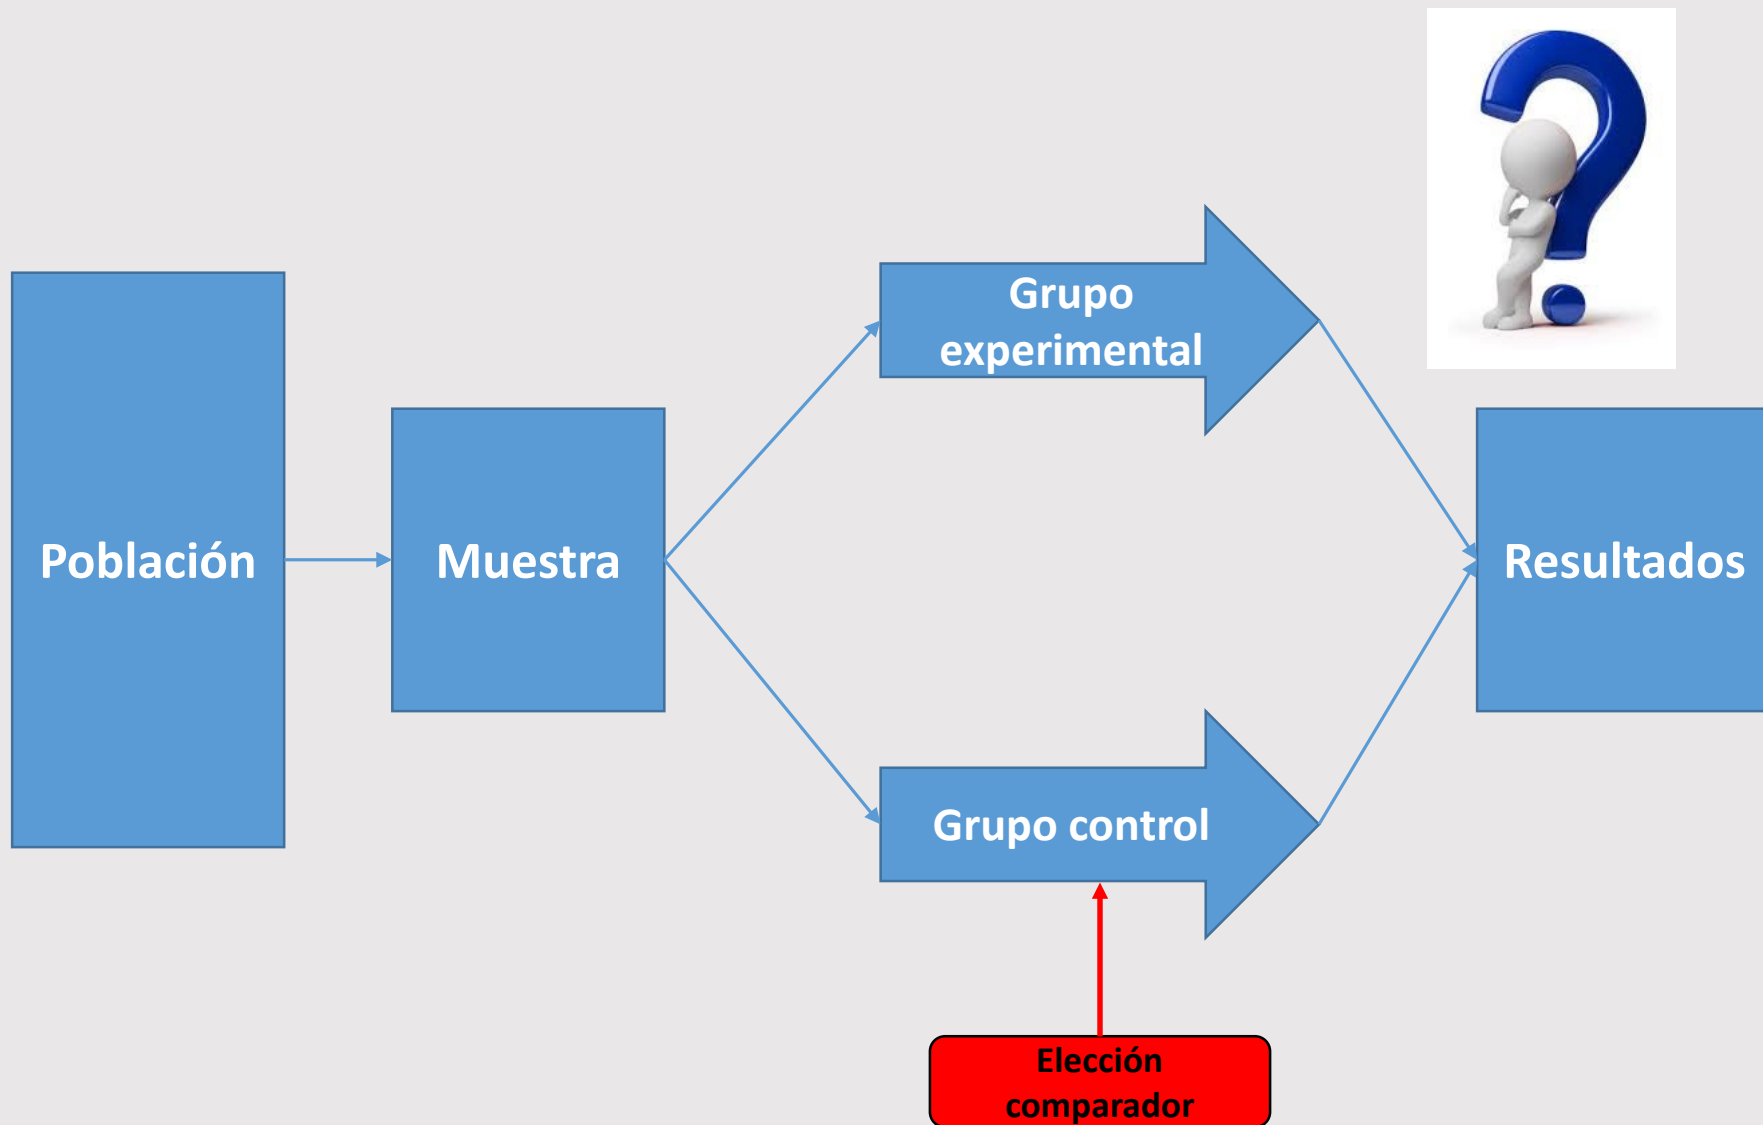 Población
Muestra
Grupo
experimental
Grupo control
Elección
comparador
Resultados